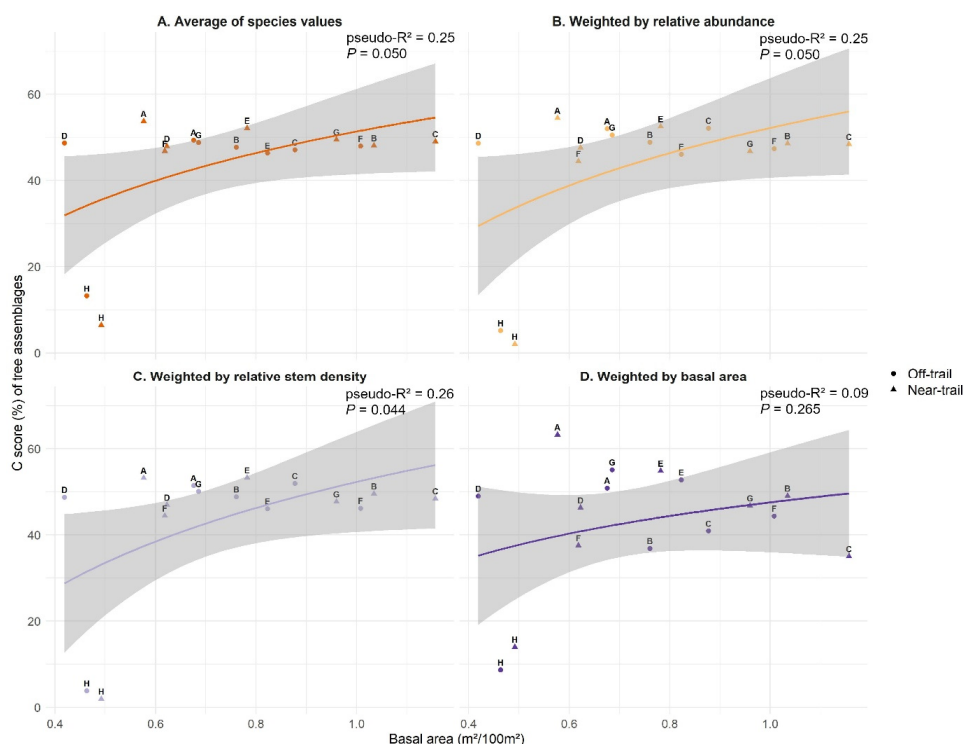 A. Average of species values
pseudo-R² = 0.25
P = 0.050
B. Weighted by relative abundance
pseudo-R² = 0.25
P = 0.050
C score (%) of tree assemblages
60
40
20
0
D
A
D
F
A
G
B
E
E
C
G
F
B
C
H
H
D
A
D
F
A
G
B
E
F
C
G
F
B
C
H
H
C. Weighted by relative stem density
pseudo-R² = 0.26
P = 0.044
D. Weighted by basal area
pseudo-R² = 0.09
P = 0.265
60
40
20
0
D
A
D
F
A
G
B
E
E
C
G
F
B
C
H
H
D
A
D
F
G
A
B
E
E
C
G
F
B
C
H
H
0.4
0.6
0.8
1.0
0.4
0.6
0.8
1.0
Basal area (m²/100m²)
Off-trail
Near-trail